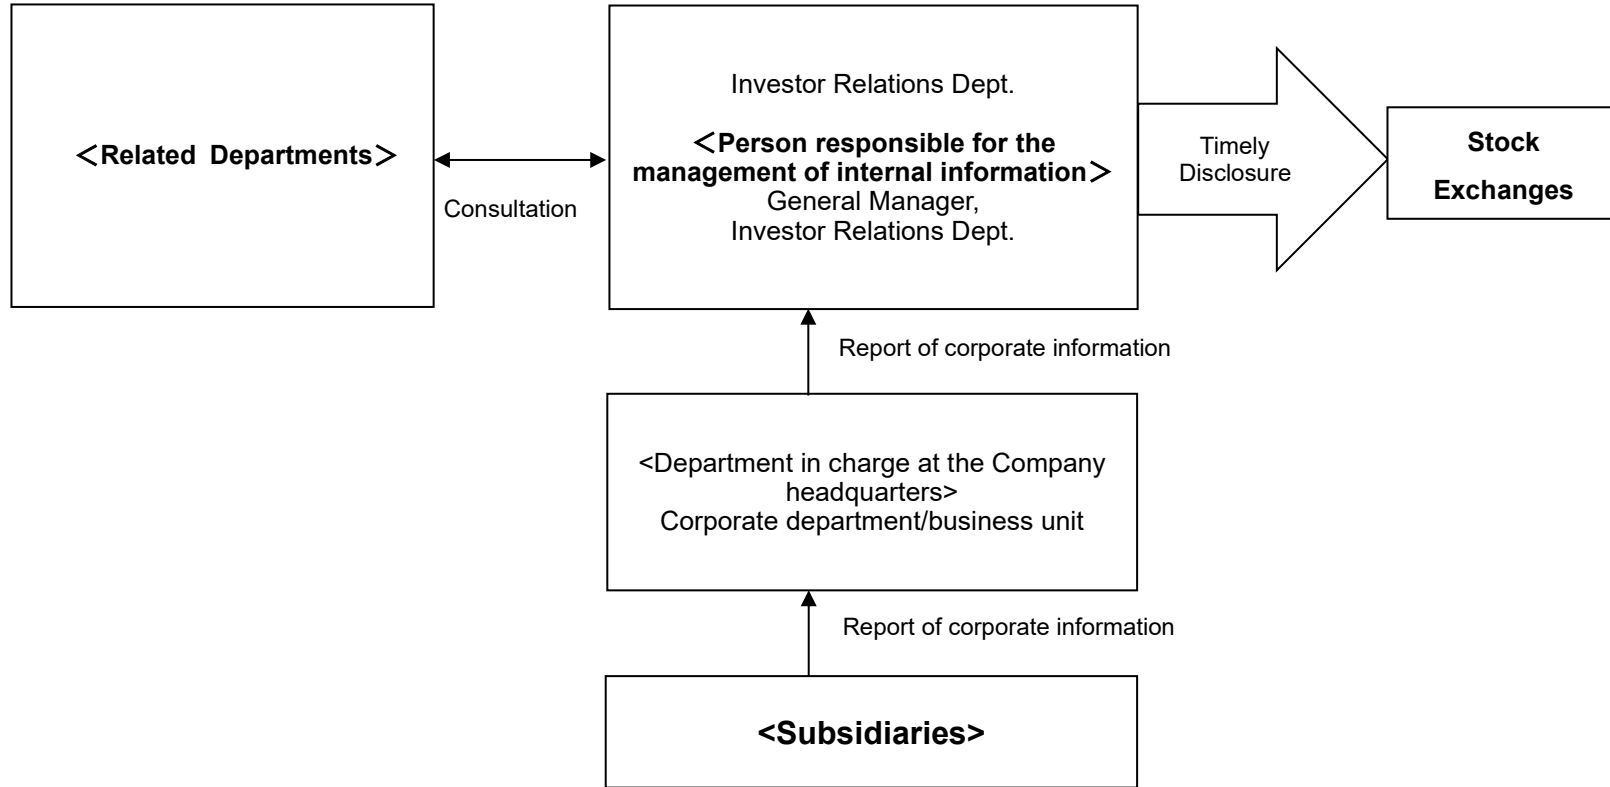 <Related Departments>
Consultation
Investor Relations Dept.
<Person responsible for the
management of internal information>
General Manager,
Investor Relations Dept.
Timely
Disclosure
Stock
Exchanges
Report of corporate information
<Department in charge at the Company
headquarters>
Corporate department/business unit
Report of corporate information
<Subsidiaries>